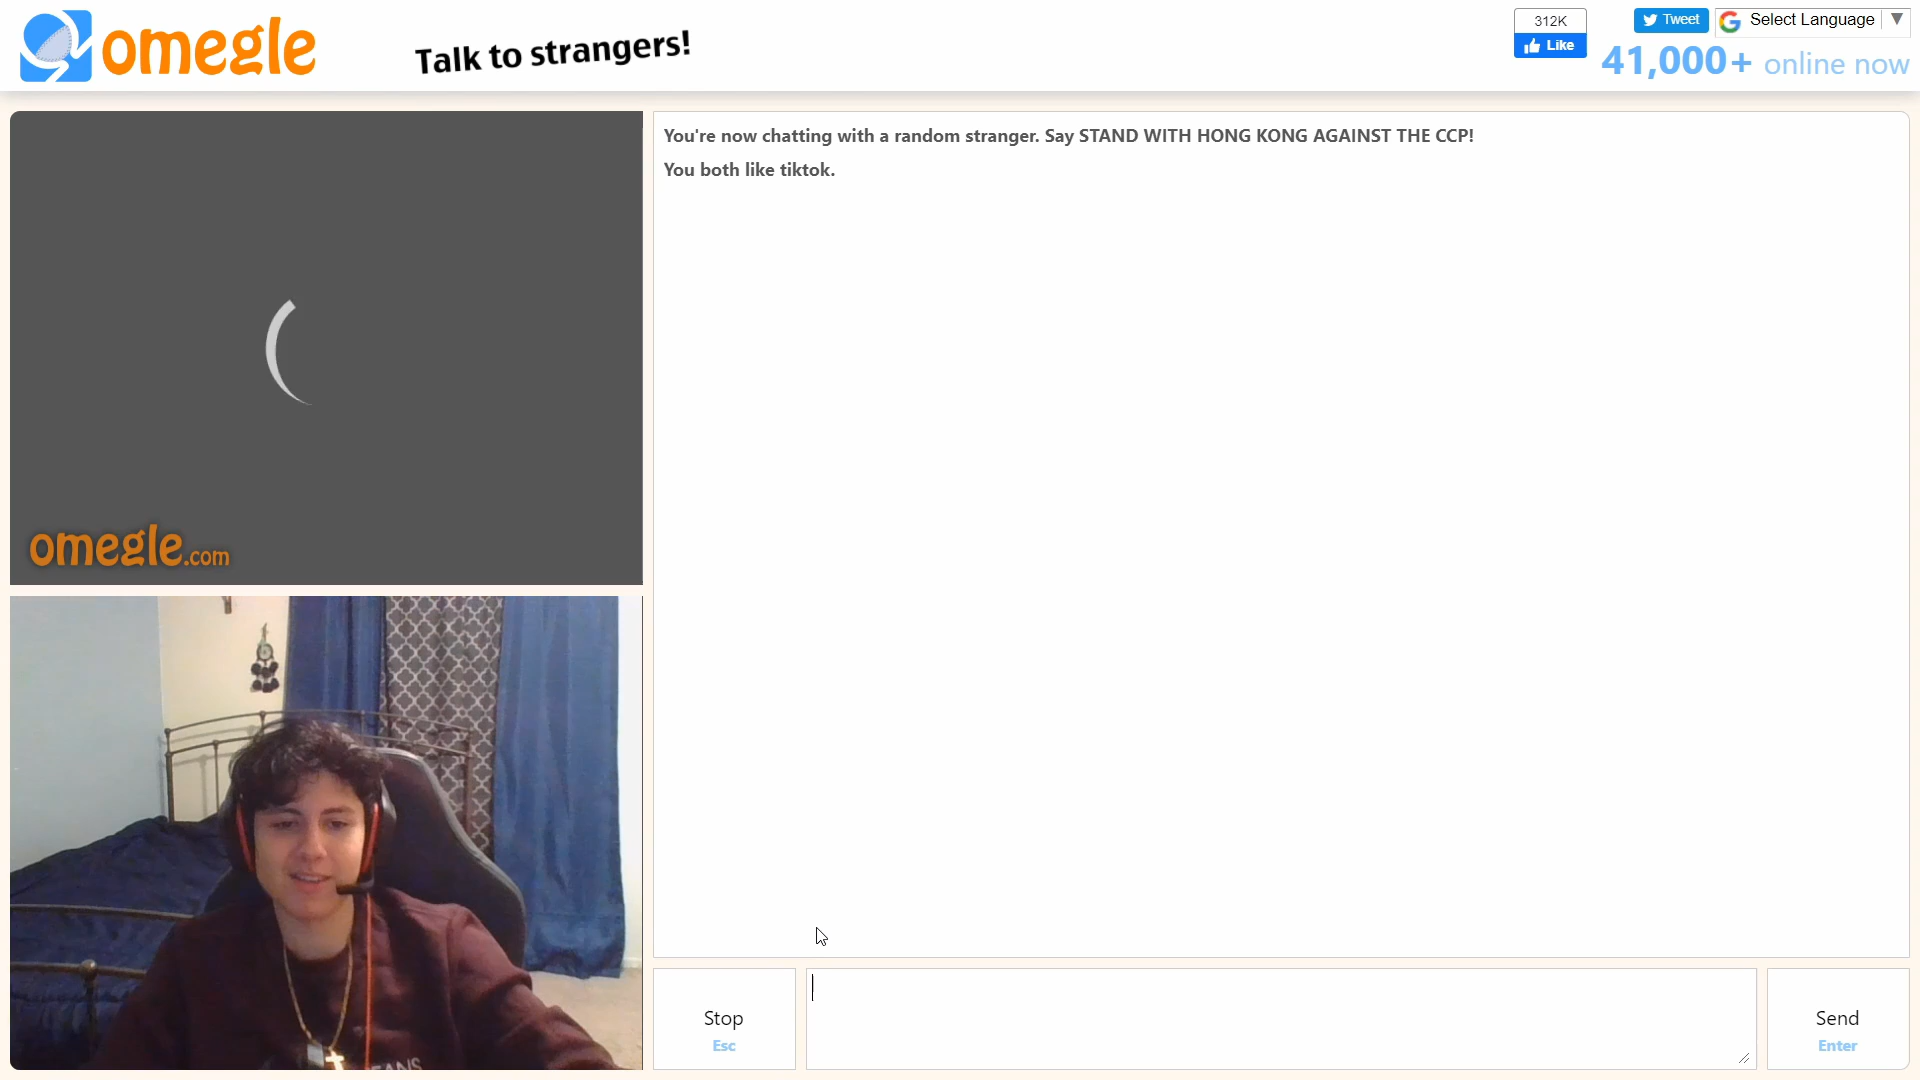 omegle
Talk to strangers!
312K
Like
Tweet
Select Language
41,000+ online now
You're now chatting with a random stranger. Say STAND WITH HONG KONG AGAINST THE CCP!
You both like tiktok.
omegle.com
Stop
Esc
Send
Enter